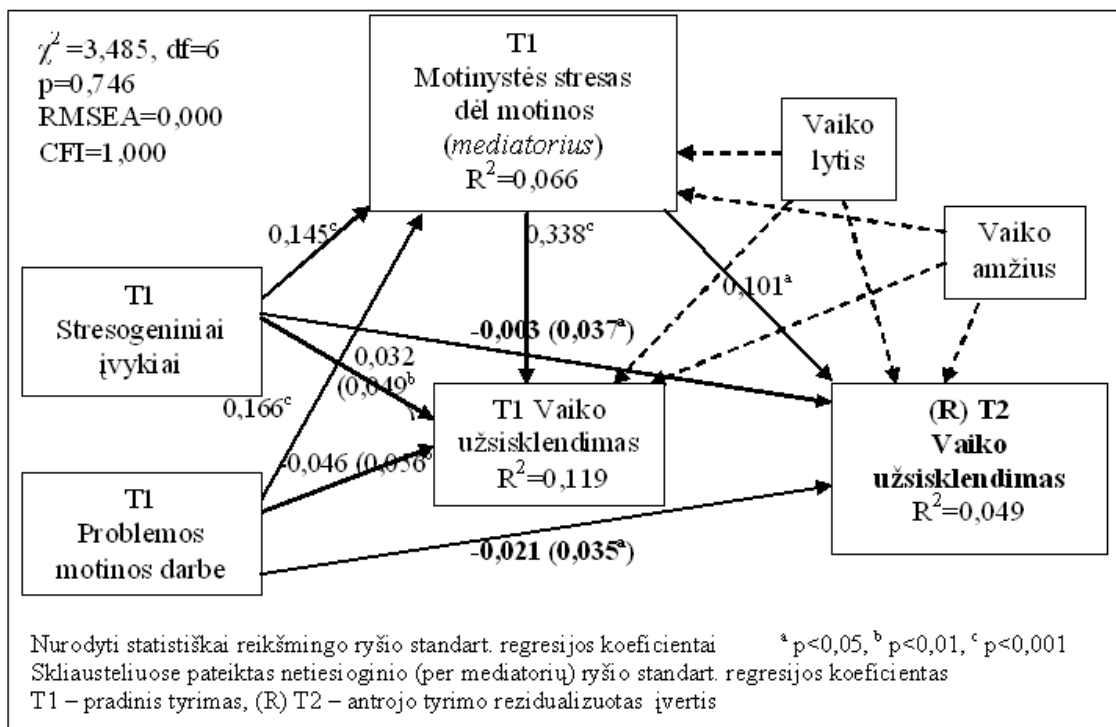 χ² =3,485, df=6
p=0,746
RMSEA=0,000
CFI=1,000
T1
Motinystės stresas
dėl motinos
(mediatorius)
R²=0,066
Vaiko
lytis
Vaiko
amžius
0,145ᶜ
0,338ᶜ
0,101ᵃ
T1
Stresogeniniai
įvykiai
-0,003 (0,037ᵃ)
0,032
(0,049ᵇ
0,166ᶜ
T1 Vaiko
užsisklendimas
R²=0,119
(R) T2
Vaiko
užsisklendimas
R²=0,049
-0,046 (0,056
T1
Problemos
motinos darbe
-0,021 (0,035ᵃ)
Nurodyti statistiškai reikšmingo ryšio standart. regresijos koeficientai ᵃ p<0,05, ᵇ p<0,01, ᶜ p<0,001
Skliausteliuose pateiktas netiesioginio (per mediatorių) ryšio standart. regresijos koeficientas
T1 – pradinis tyrimas, (R) T2 – antrojo tyrimo rezidualizuotas įvertis